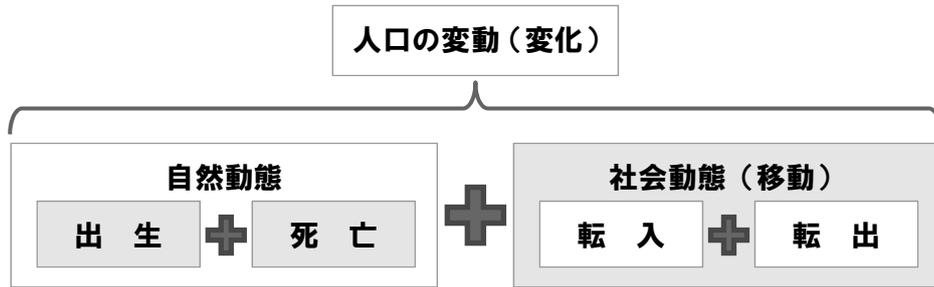 人口の変動（変化）
自然動態
出 生
死 亡
社会動態（移動）
転 入
転 出